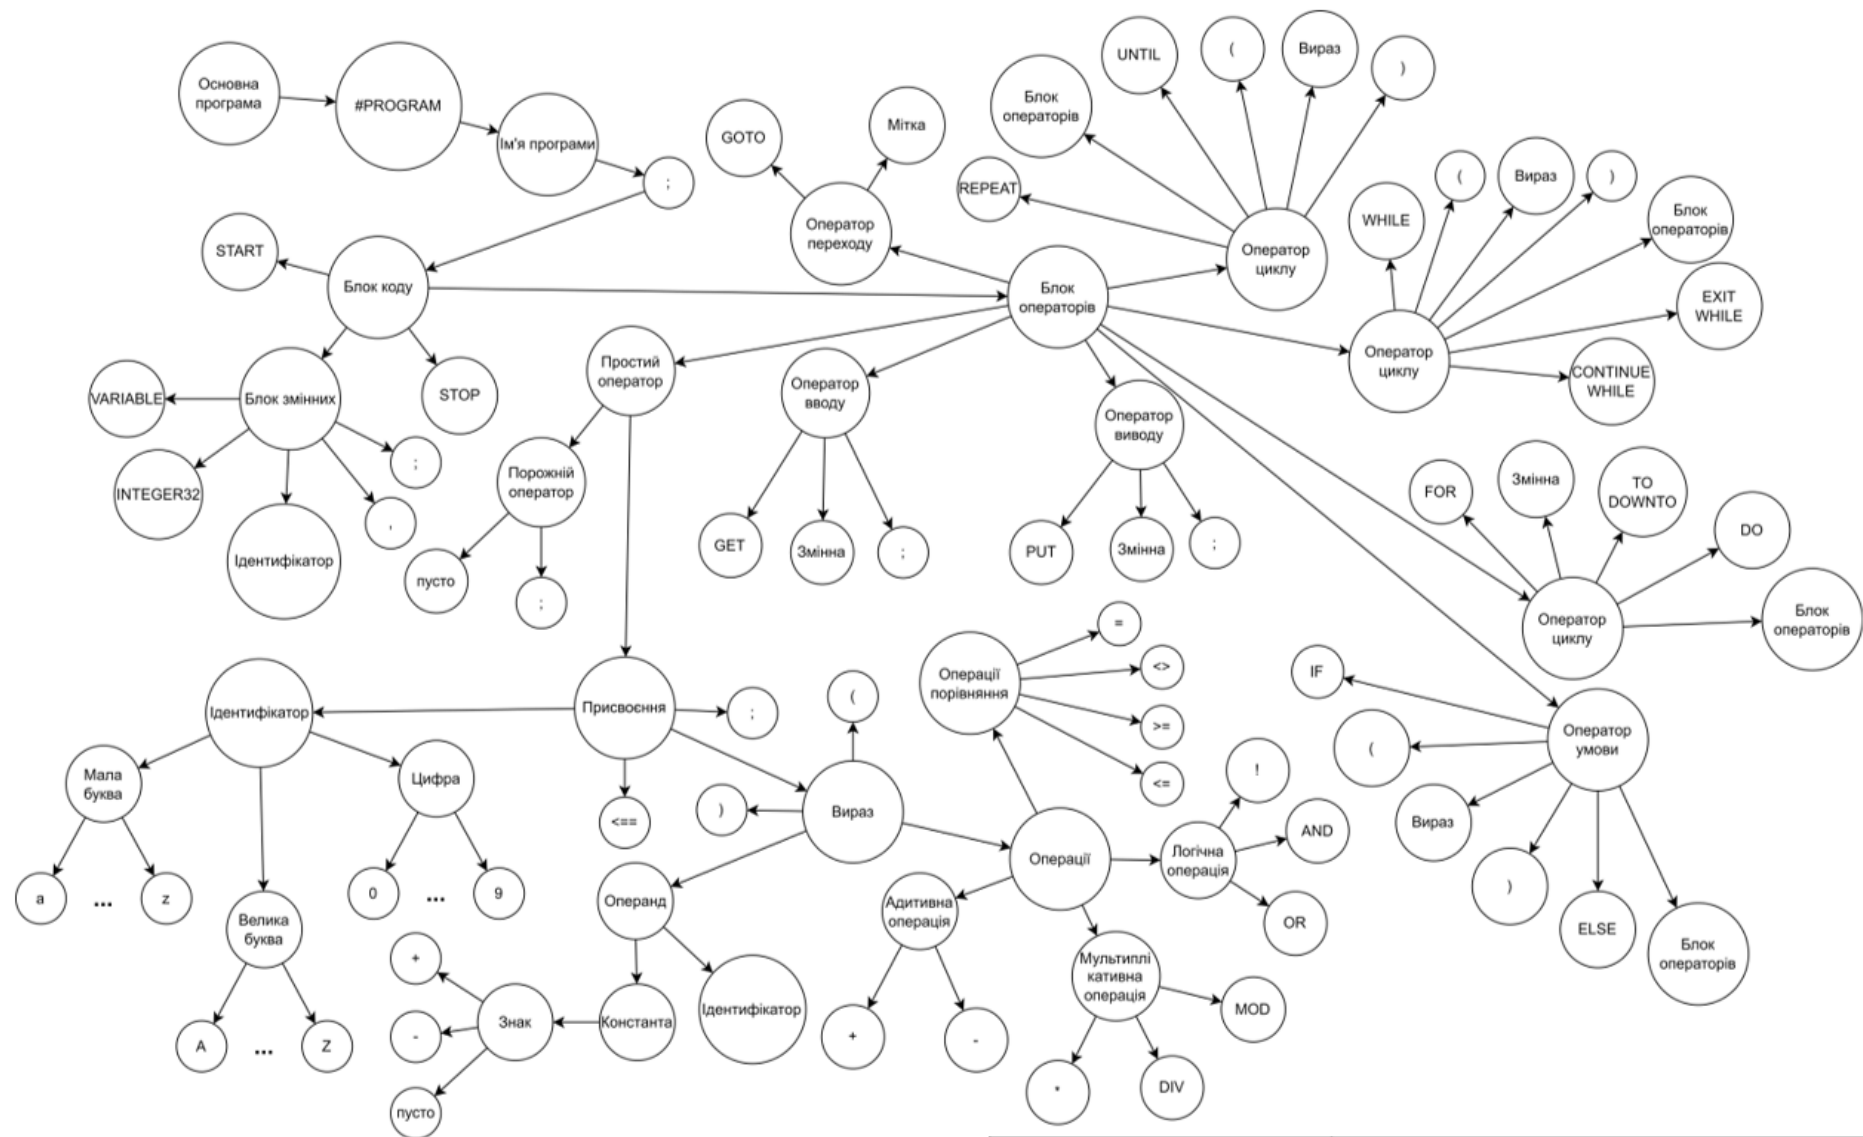 Основна
програма
#PROGRAM
Ім'я програми
;
GOTO
Мітка
Оператор
переходу
Блок
операторів
UNTIL
(
Вираз
)
REPEAT
Оператор
циклу
WHILE
(
Вираз
)
Блок
операторів
EXIT
WHILE
CONTINUE
WHILE
Оператор
циклу
START
Блок коду
Блок
операторів
VARIABLE
Блок змінних
STOP
INTEGER32
Ідентифікатор
,
;
Простий
оператор
Порожній
оператор
пусто
;
Оператор
вводу
GET
Змінна
;
Оператор
виводу
PUT
Змінна
;
FOR
Змінна
TO
DOWNTO
DO
Оператор
циклу
Блок
операторів
Ідентифікатор
Присвоєння
;
<==
Мала
буква
a
...
z
Велика
буква
A
...
Z
Цифра
0
...
9
(
)
Вираз
Операнд
Константа
Ідентифікатор
Знак
+
-
пусто
Операції
порівняння
=
<>
>=
<=
Операції
Логічна
операція
!
AND
OR
Адитивна
операція
+
-
Мультиплі
кативна
операція
*
DIV
MOD
IF
(
Вираз
)
ELSE
Блок
операторів
Оператор
умови